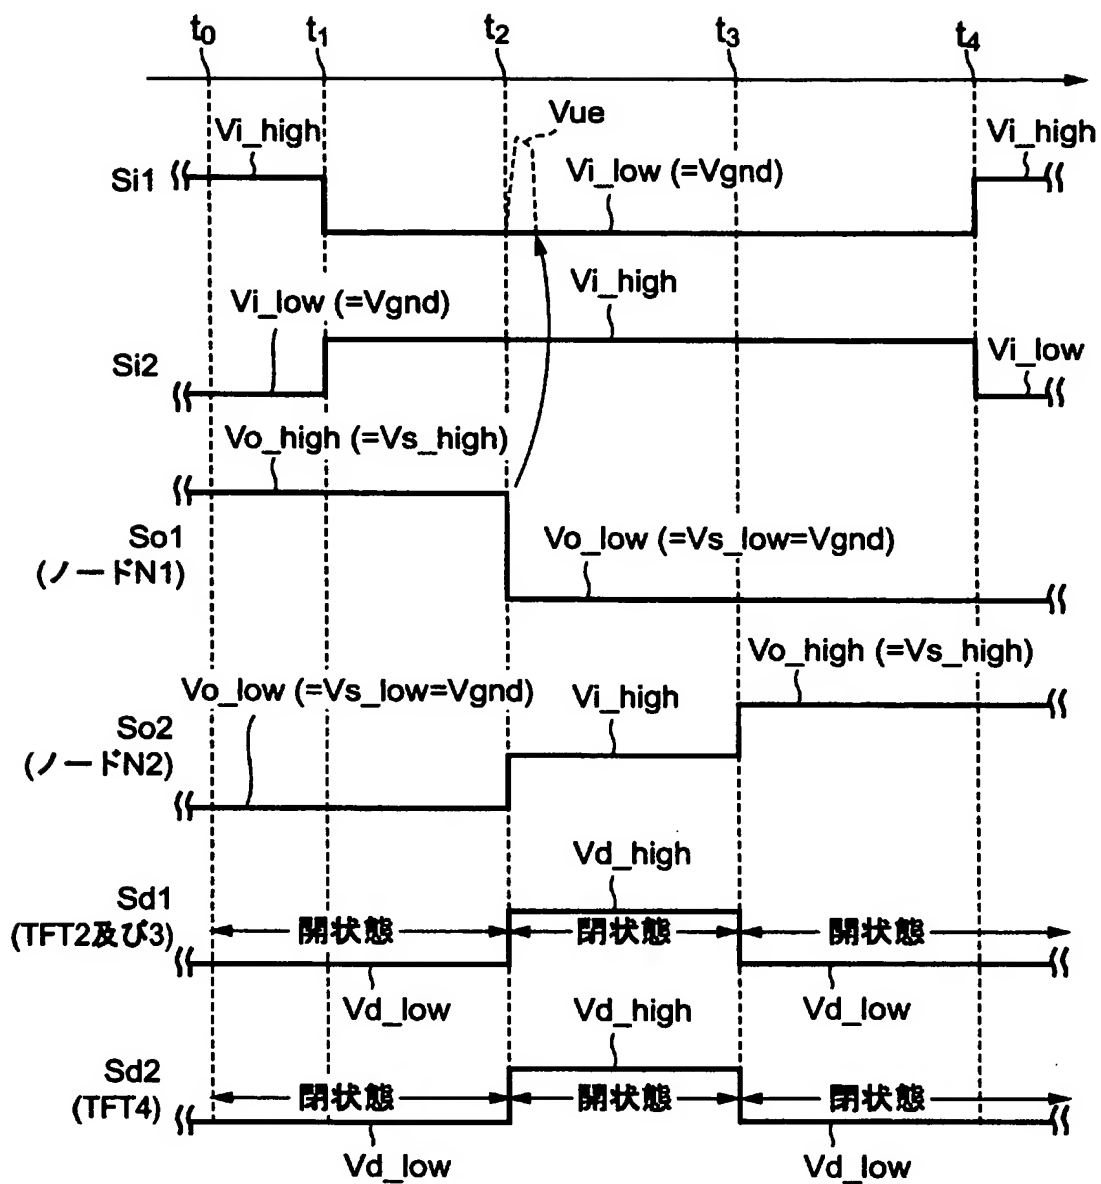 t0 t1 t2 t3 t4
Vue
Vi_high
Vi_high
Si1
Vi_low (=Vgnd)
Vi_high
Vi_low (=Vgnd)
Si2
Vi_low
Vo_high (=Vs_high)
So1
(ノードN1)
Vo_low (=Vs_low=Vgnd)
Vo_high (=Vs_high)
Vo_low (=Vs_low=Vgnd)
Vi_high
So2
(ノードN2)
Vd_high
Sd1
(TFT2及び3)
開状態 閉状態 開状態
Vd_low
Vd_low
Vd_high
Sd2
(TFT4)
閉状態 開状態 閉状態
Vd_low
Vd_low